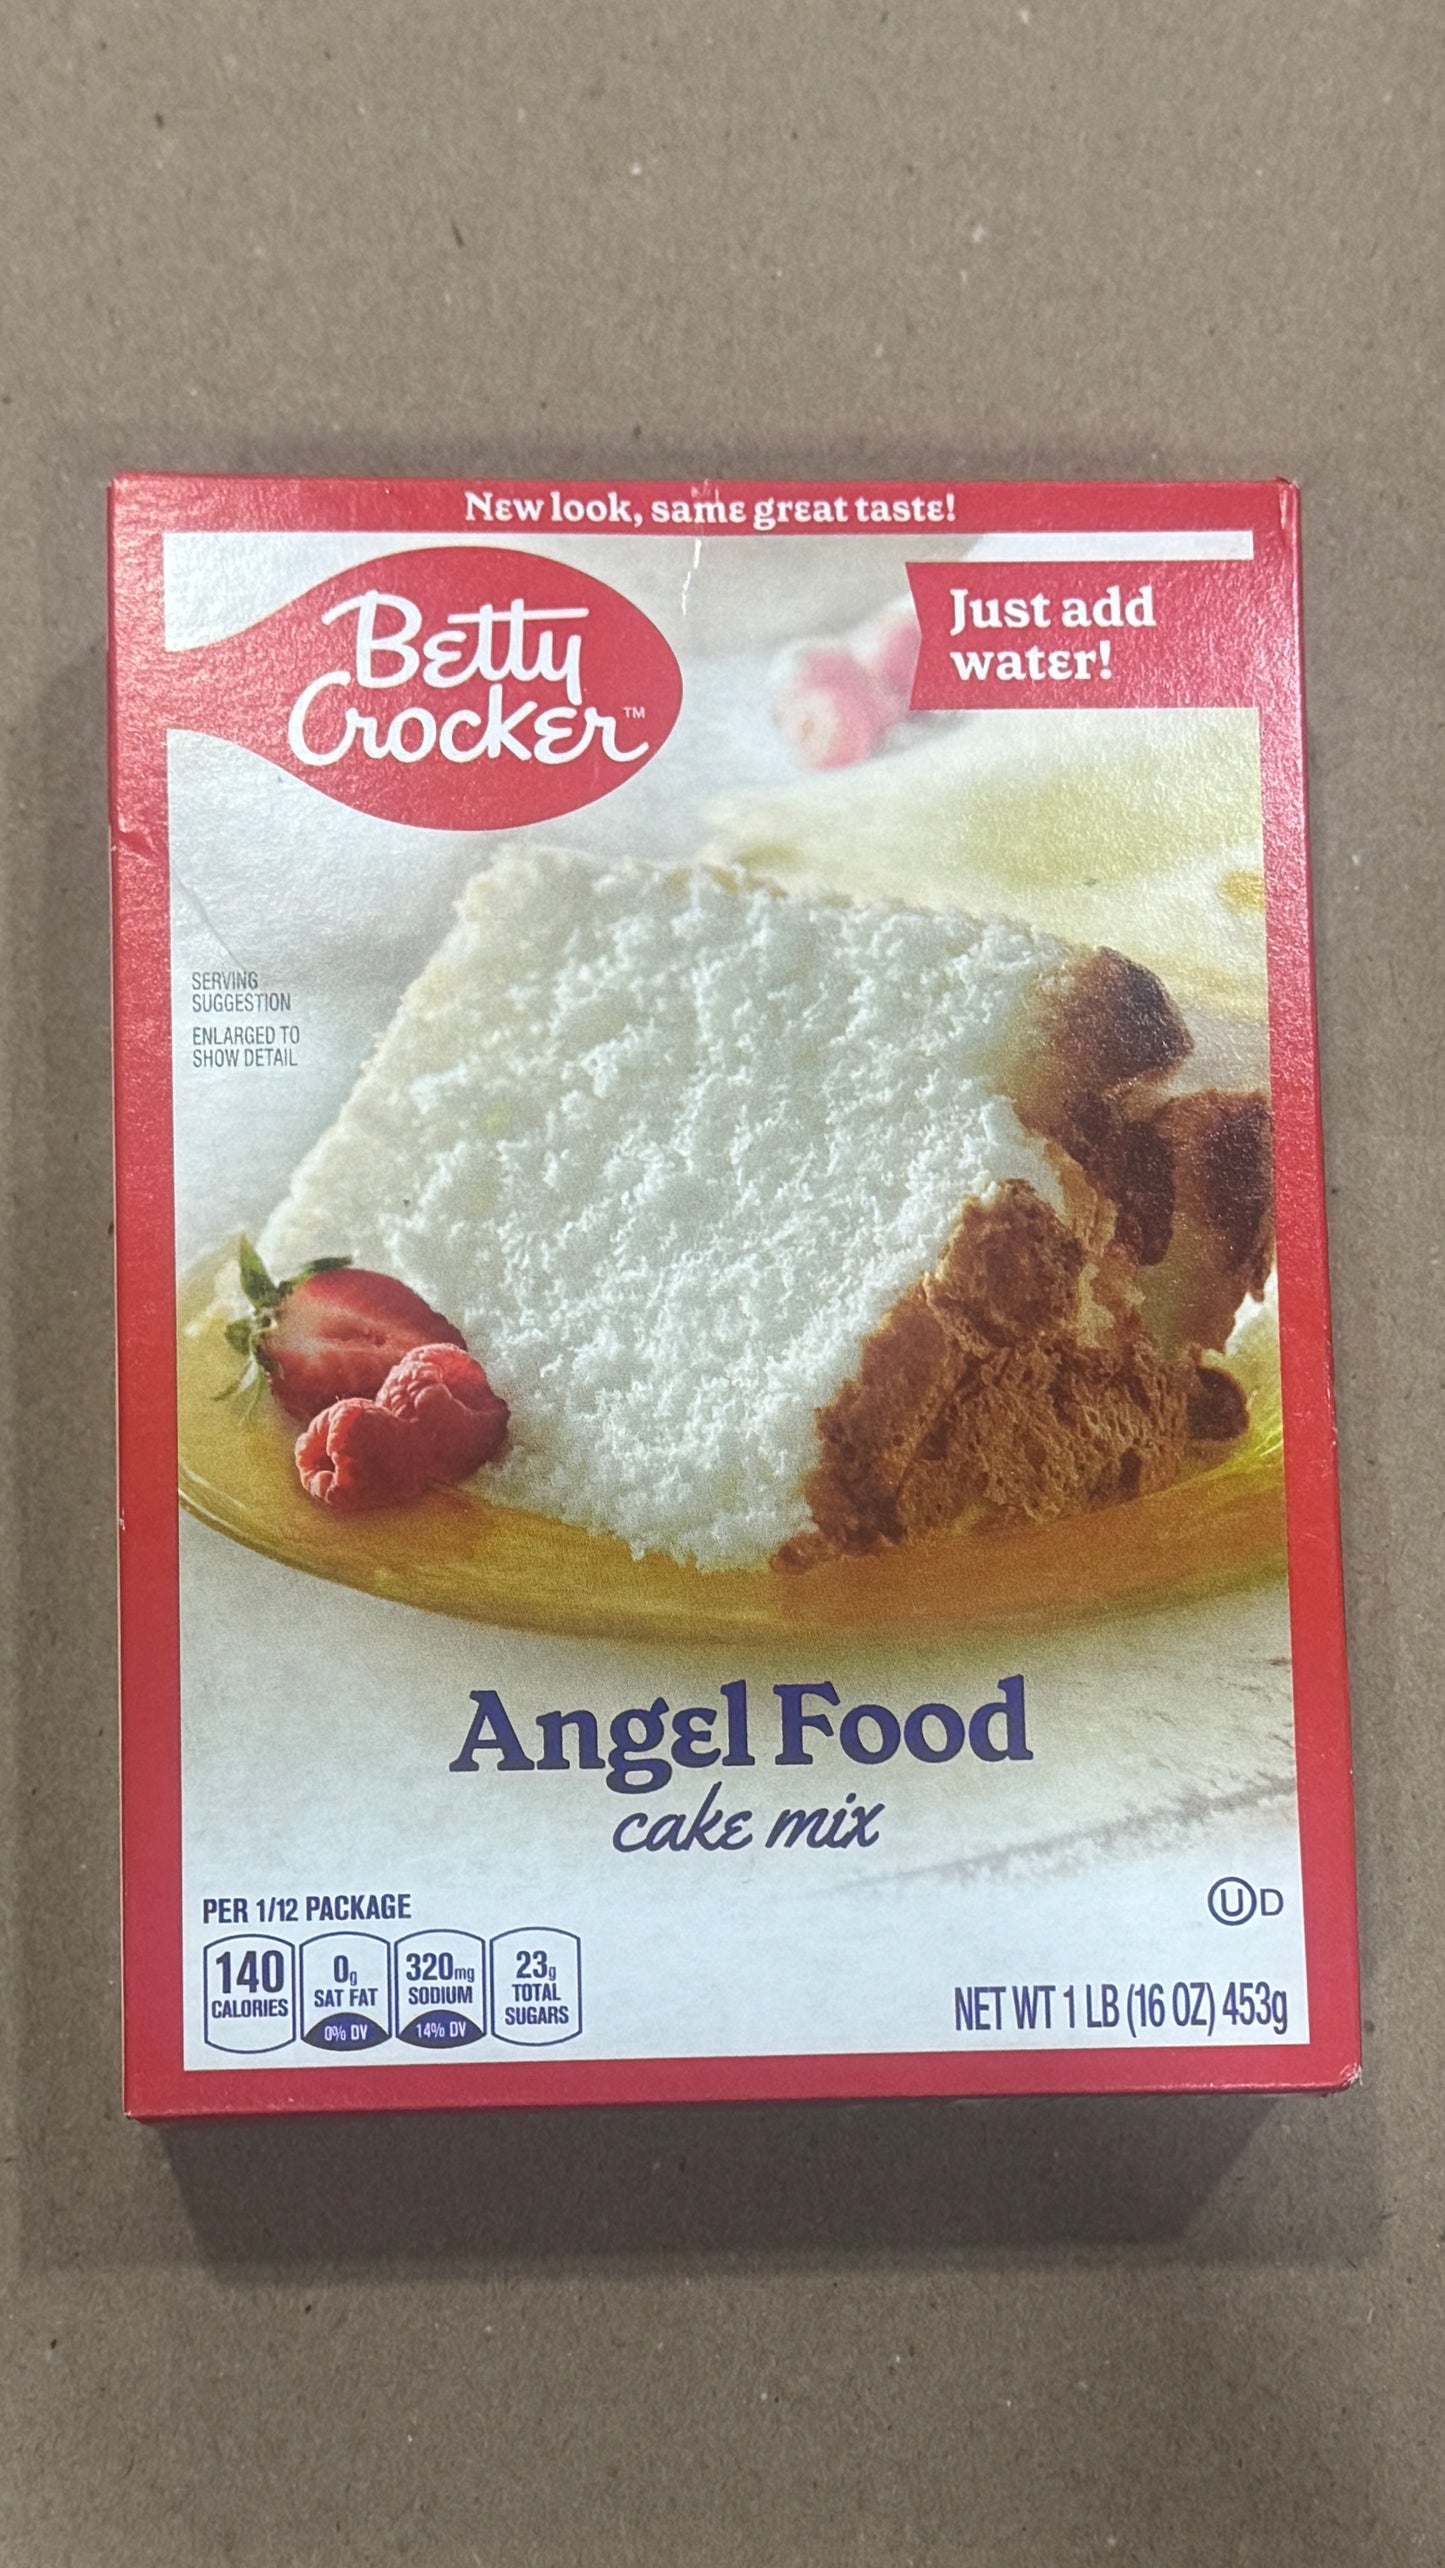 New look, same great taste!
Betty
Crocker™
Just add
water!
SERVING
SUGGESTION
ENLARGED TO
SHOW DETAIL
Angel Food
cake mix
PER 1/12 PACKAGE
140
CALORIES
0g
SAT FAT
0% DV
320mg
SODIUM
14% DV
23g
TOTAL
SUGARS
Ⓤ D
NET WT 1 LB (16 OZ) 453g